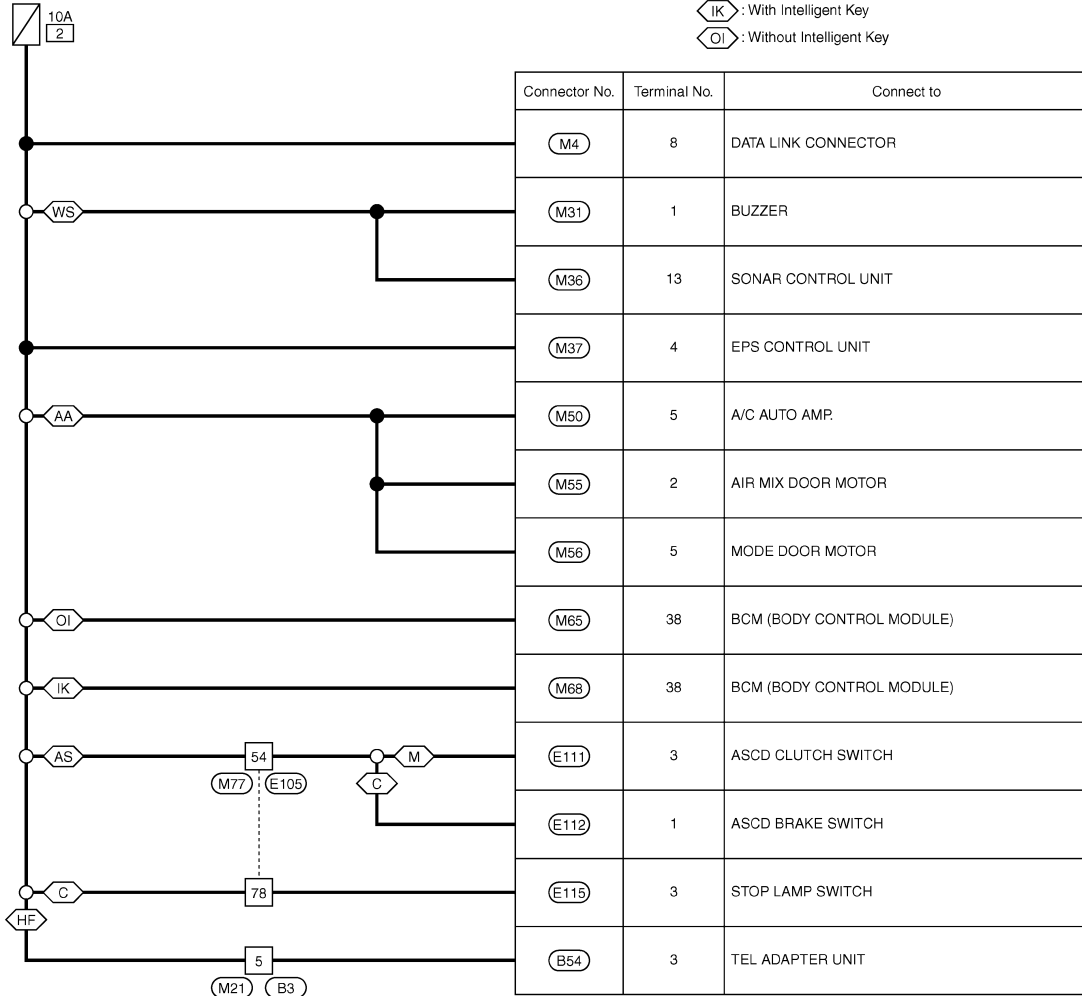 10A
2
IK : With Intelligent Key
OI : Without Intelligent Key
Connector No. Terminal No. Connect to
M4 8 DATA LINK CONNECTOR
WS M31 1 BUZZER
M36 13 SONAR CONTROL UNIT
M37 4 EPS CONTROL UNIT
AA M50 5 A/C AUTO AMP.
M55 2 AIR MIX DOOR MOTOR
M56 5 MODE DOOR MOTOR
OI M65 38 BCM (BODY CONTROL MODULE)
IK M68 38 BCM (BODY CONTROL MODULE)
AS 54 M E111 3 ASCD CLUTCH SWITCH
M77 E105 C
E112 1 ASCD BRAKE SWITCH
C 78 E115 3 STOP LAMP SWITCH
HF
5 B54 3 TEL ADAPTER UNIT
M21 B3